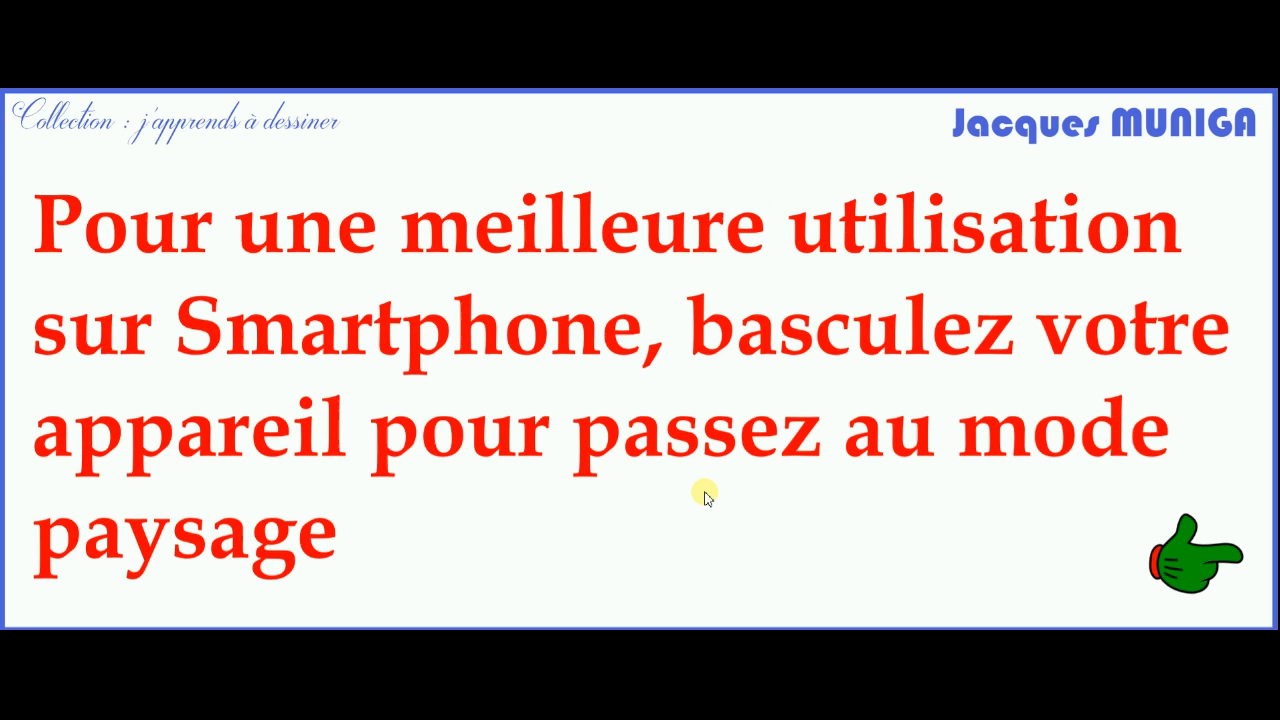 Collection : j'apprends à dessiner
Jacques MUNIGA
Pour une meilleure utilisation
sur Smartphone, basculez votre
appareil pour passez au mode
paysage